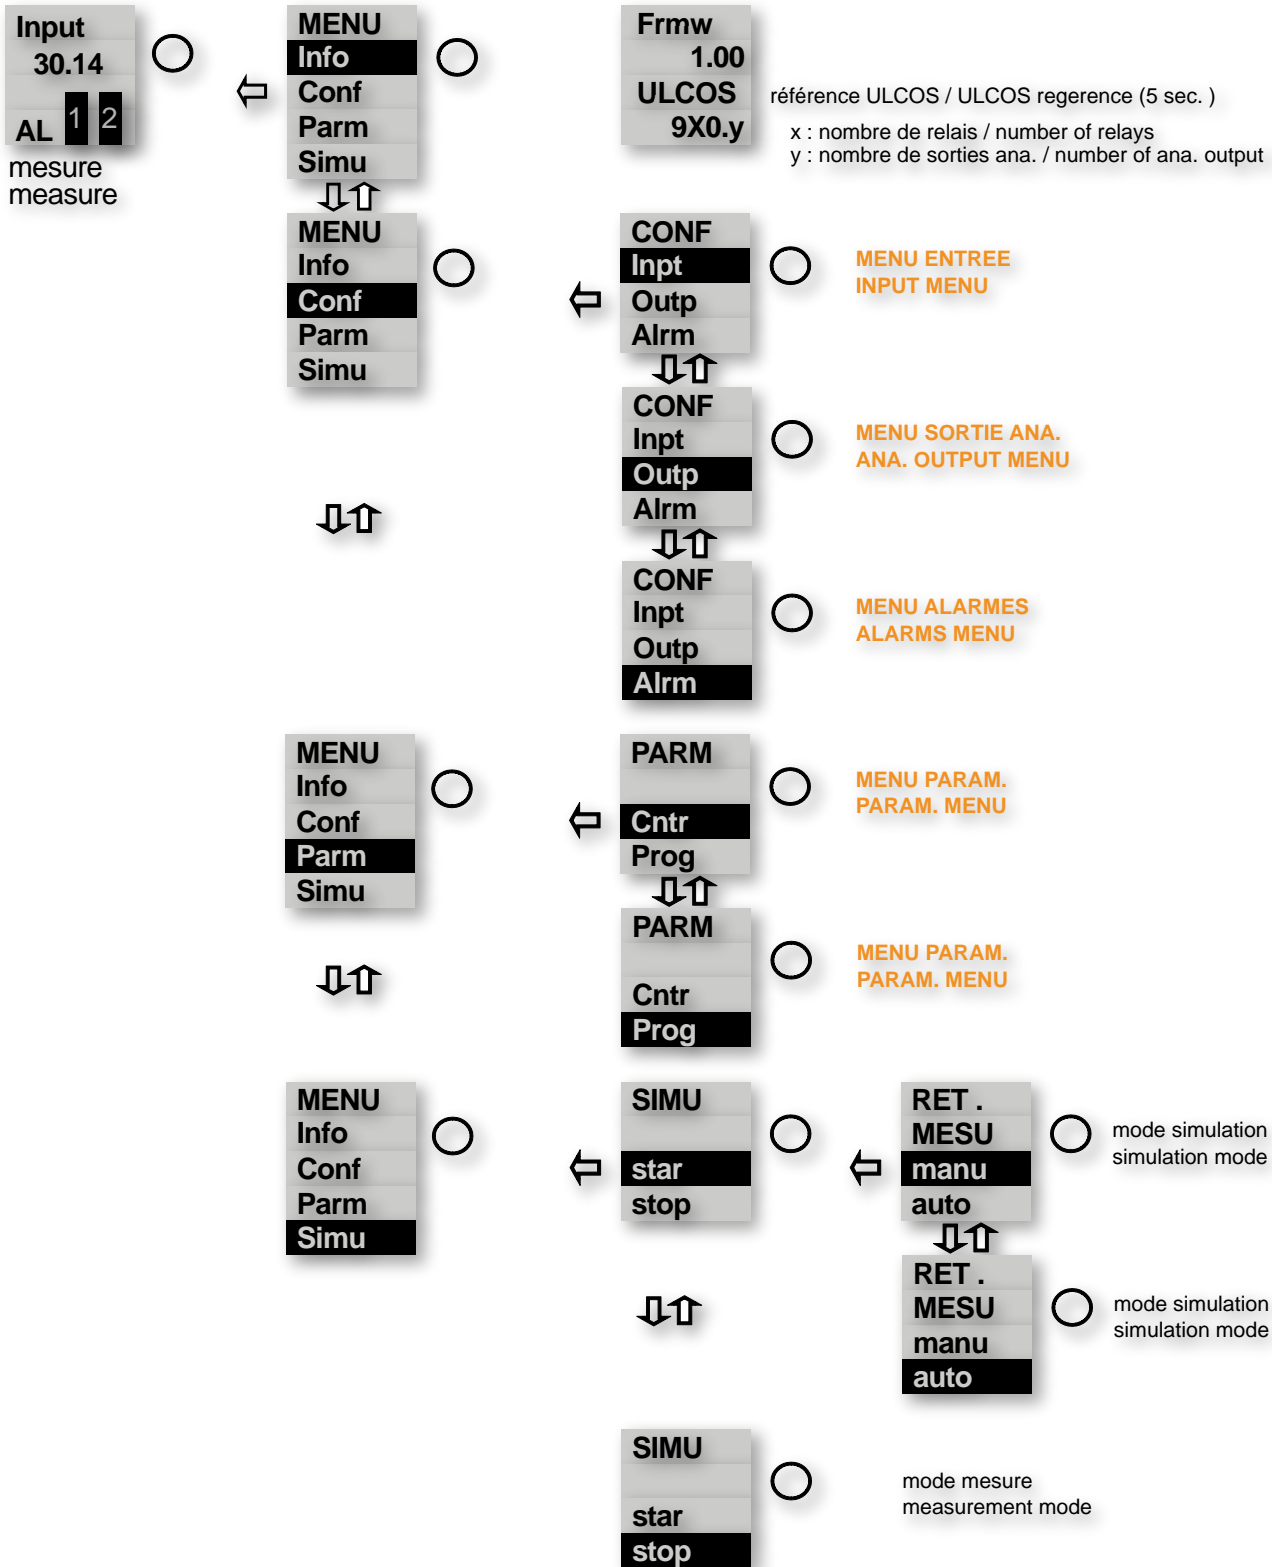 Input
30.14
AL 1 2
mesure
measure
MENU
Info
Conf
Parm
Simu
Frmw
1.00
ULCOS
9X0.y
référence ULCOS / ULCOS regerence (5 sec. )
x : nombre de relais / number of relays
y : nombre de sorties ana. / number of ana. output
MENU
Info
Conf
Parm
Simu
CONF
Inpt
Outp
Alrm
MENU ENTREE
INPUT MENU
CONF
Inpt
Outp
Alrm
MENU SORTIE ANA.
ANA. OUTPUT MENU
CONF
Inpt
Outp
Alrm
MENU ALARMES
ALARMS MENU
MENU
Info
Conf
Parm
Simu
PARM
Cntr
Prog
MENU PARAM.
PARAM. MENU
PARM
Cntr
Prog
MENU PARAM.
PARAM. MENU
MENU
Info
Conf
Parm
Simu
SIMU
star
stop
RET .
MESU
manu
auto
mode simulation
simulation mode
RET .
MESU
manu
auto
mode simulation
simulation mode
SIMU
star
stop
mode mesure
measurement mode